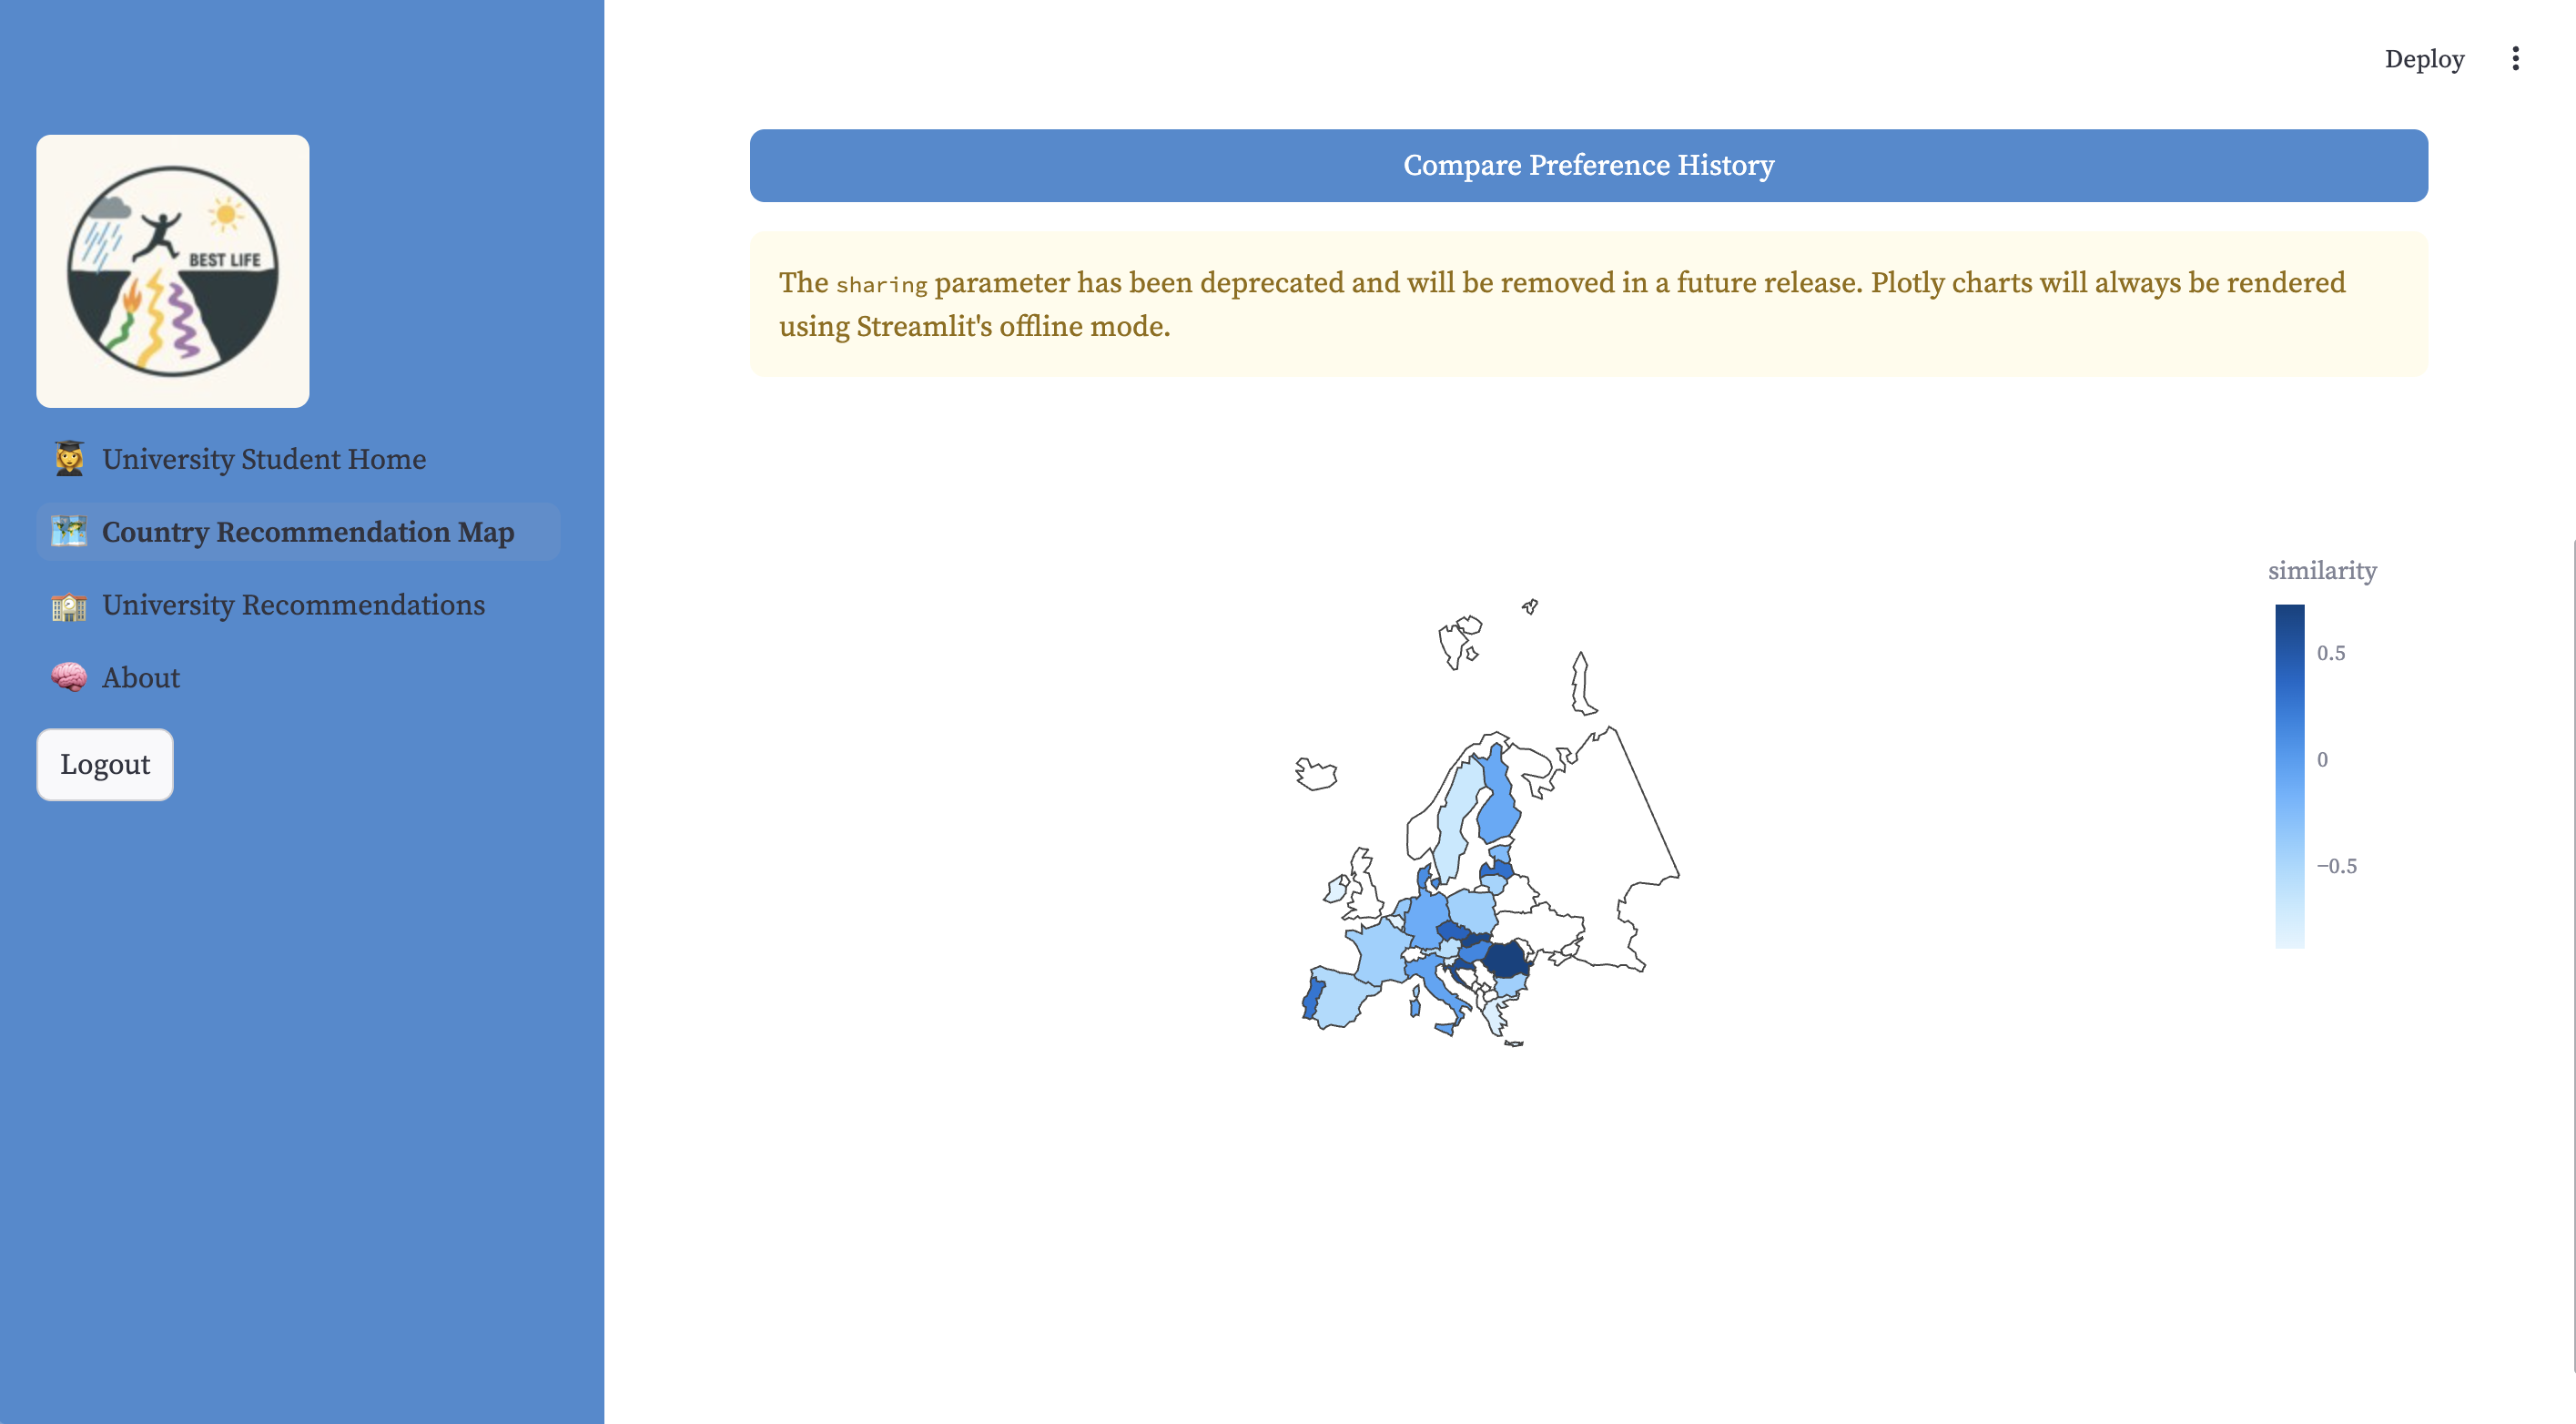 Deploy
BEST LIFE
University Student Home
Country Recommendation Map
University Recommendations
About
Logout
Compare Preference History
The sharing parameter has been deprecated and will be removed in a future release. Plotly charts will always be rendered
using Streamlit's offline mode.
similarity
0.5
0
−0.5